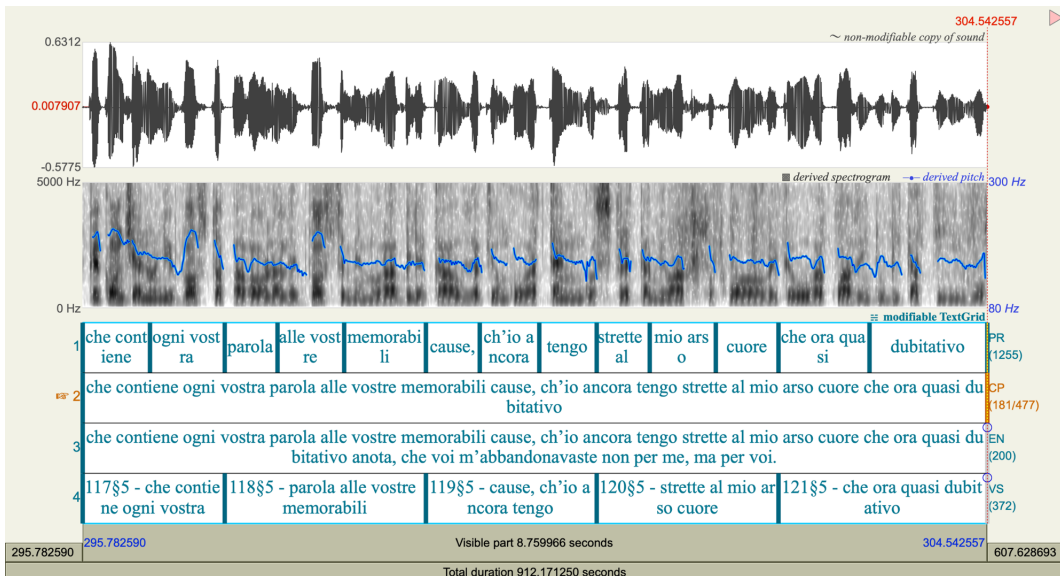 304.542557
0.6312
〜 non-modifiable copy of sound
0.007907
-0.5775
5000 Hz
derived spectrogram
derived pitch
300 Hz
0 Hz
80 Hz
modifiable TextGrid
1
che cont
iene
ogni vost
ra
parola
alle vost
re
memorabi
li
cause,
ch'io a
ncora
tengo
strette
al
mio ars
o
cuore
che ora qua
si
dubitativo
PR
(1255)
2
che contiene ogni vostra parola alle vostre memorabili cause, ch'io ancora tengo strette al mio arso cuore che ora quasi du
bitativo
CP
(181/477)
3
che contiene ogni vostra parola alle vostre memorabili cause, ch'io ancora tengo strette al mio arso cuore che ora quasi du
bitativo anota, che voi m'abbandonavaste non per me, ma per voi.
EN
(200)
4
117§5 - che contie
ne ogni vostra
118§5 - parola alle vostre
memorabili
119§5 - cause, ch'io a
ncora tengo
120§5 - strette al mio ar
so cuore
121§5 - che ora quasi dubit
ativo
VS
(372)
295.782590
295.782590
Visible part 8.759966 seconds
304.542557
607.628693
Total duration 912.171250 seconds